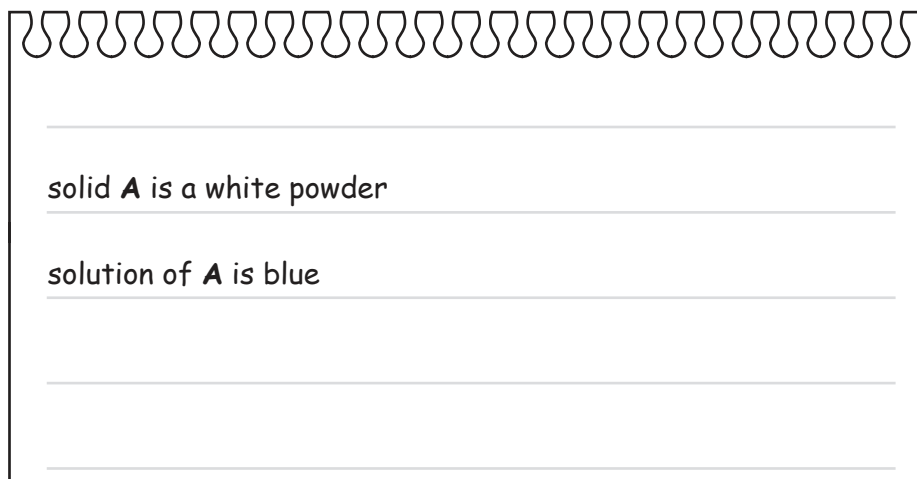 solid A is a white powder
solution of A is blue